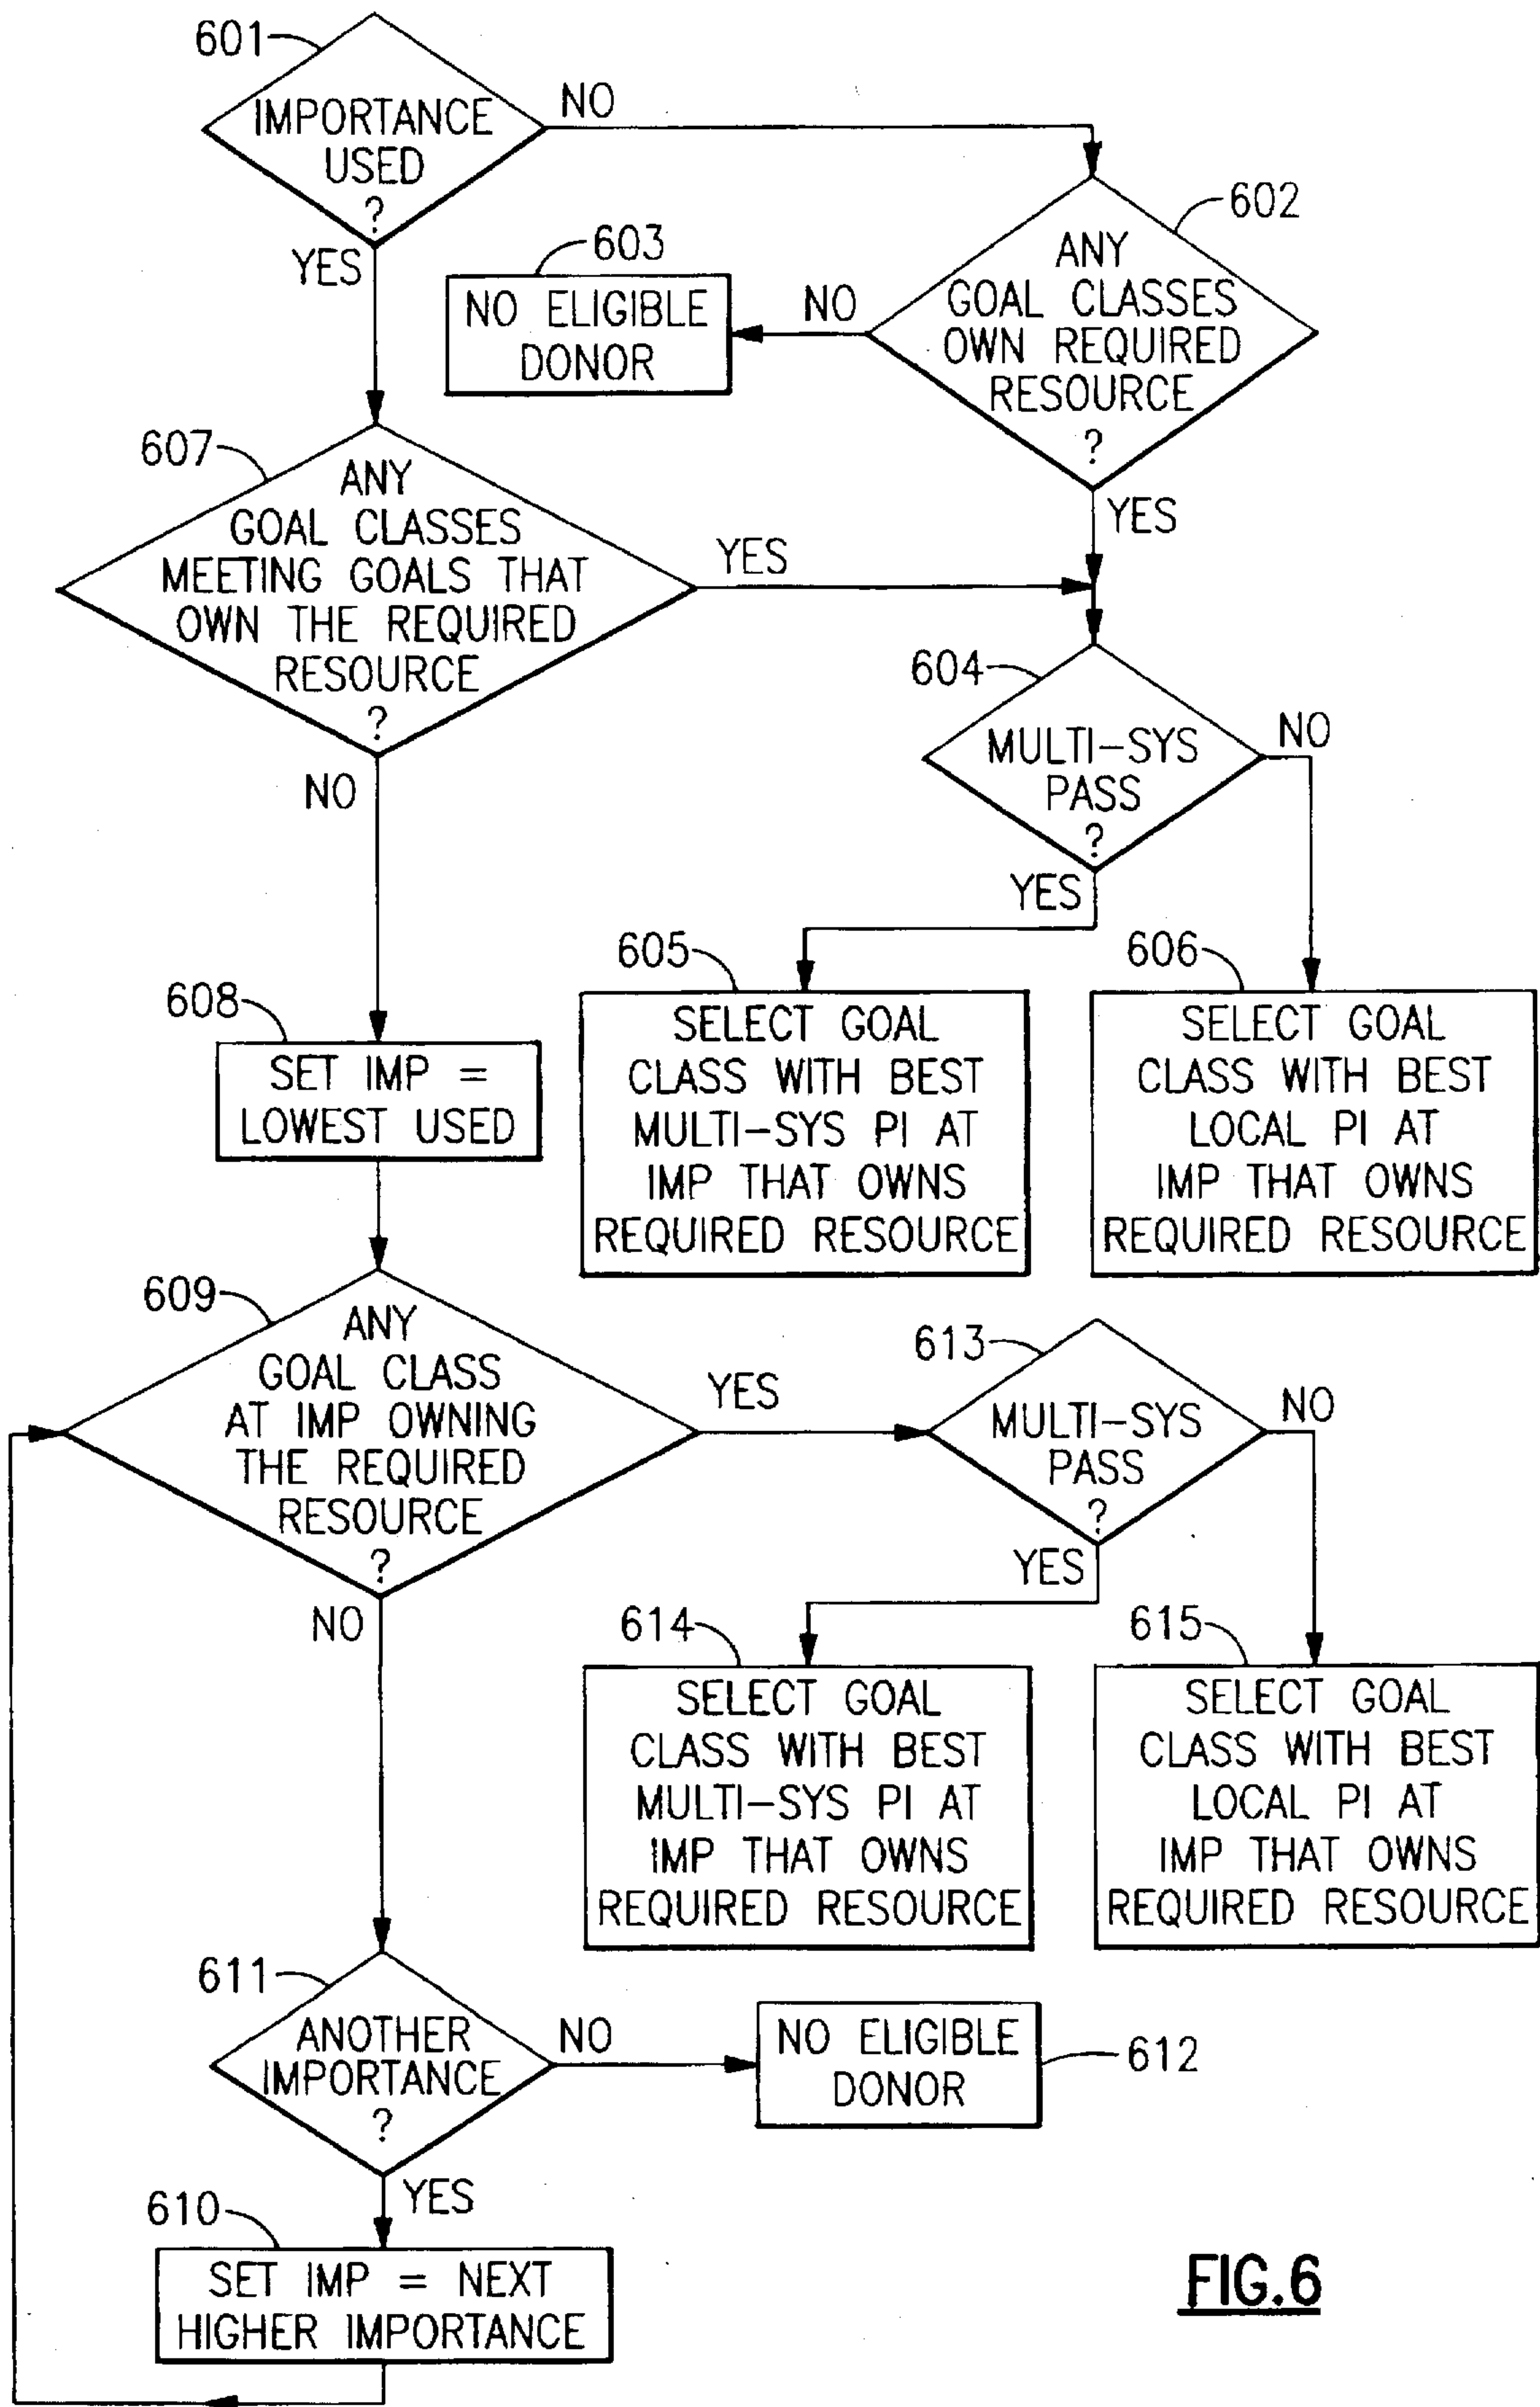 601
IMPORTANCE
USED
?
NO
YES
602
ANY
GOAL CLASSES
OWN REQUIRED
RESOURCE
?
NO
YES
603
NO ELIGIBLE
DONOR
607
ANY
GOAL CLASSES
MEETING GOALS THAT
OWN THE REQUIRED
RESOURCE
?
YES
NO
604
MULTI-SYS
PASS
?
NO
YES
605
SELECT GOAL
CLASS WITH BEST
MULTI-SYS PI AT
IMP THAT OWNS
REQUIRED RESOURCE
606
SELECT GOAL
CLASS WITH BEST
LOCAL PI AT
IMP THAT OWNS
REQUIRED RESOURCE
608
SET IMP =
LOWEST USED
609
ANY
GOAL CLASS
AT IMP OWNING
THE REQUIRED
RESOURCE
?
YES
NO
613
MULTI-SYS
PASS
?
NO
YES
614
SELECT GOAL
CLASS WITH BEST
MULTI-SYS PI AT
IMP THAT OWNS
REQUIRED RESOURCE
615
SELECT GOAL
CLASS WITH BEST
LOCAL PI AT
IMP THAT OWNS
REQUIRED RESOURCE
611
ANOTHER
IMPORTANCE
?
NO
YES
NO ELIGIBLE
DONOR
612
610
SET IMP = NEXT
HIGHER IMPORTANCE
FIG.6